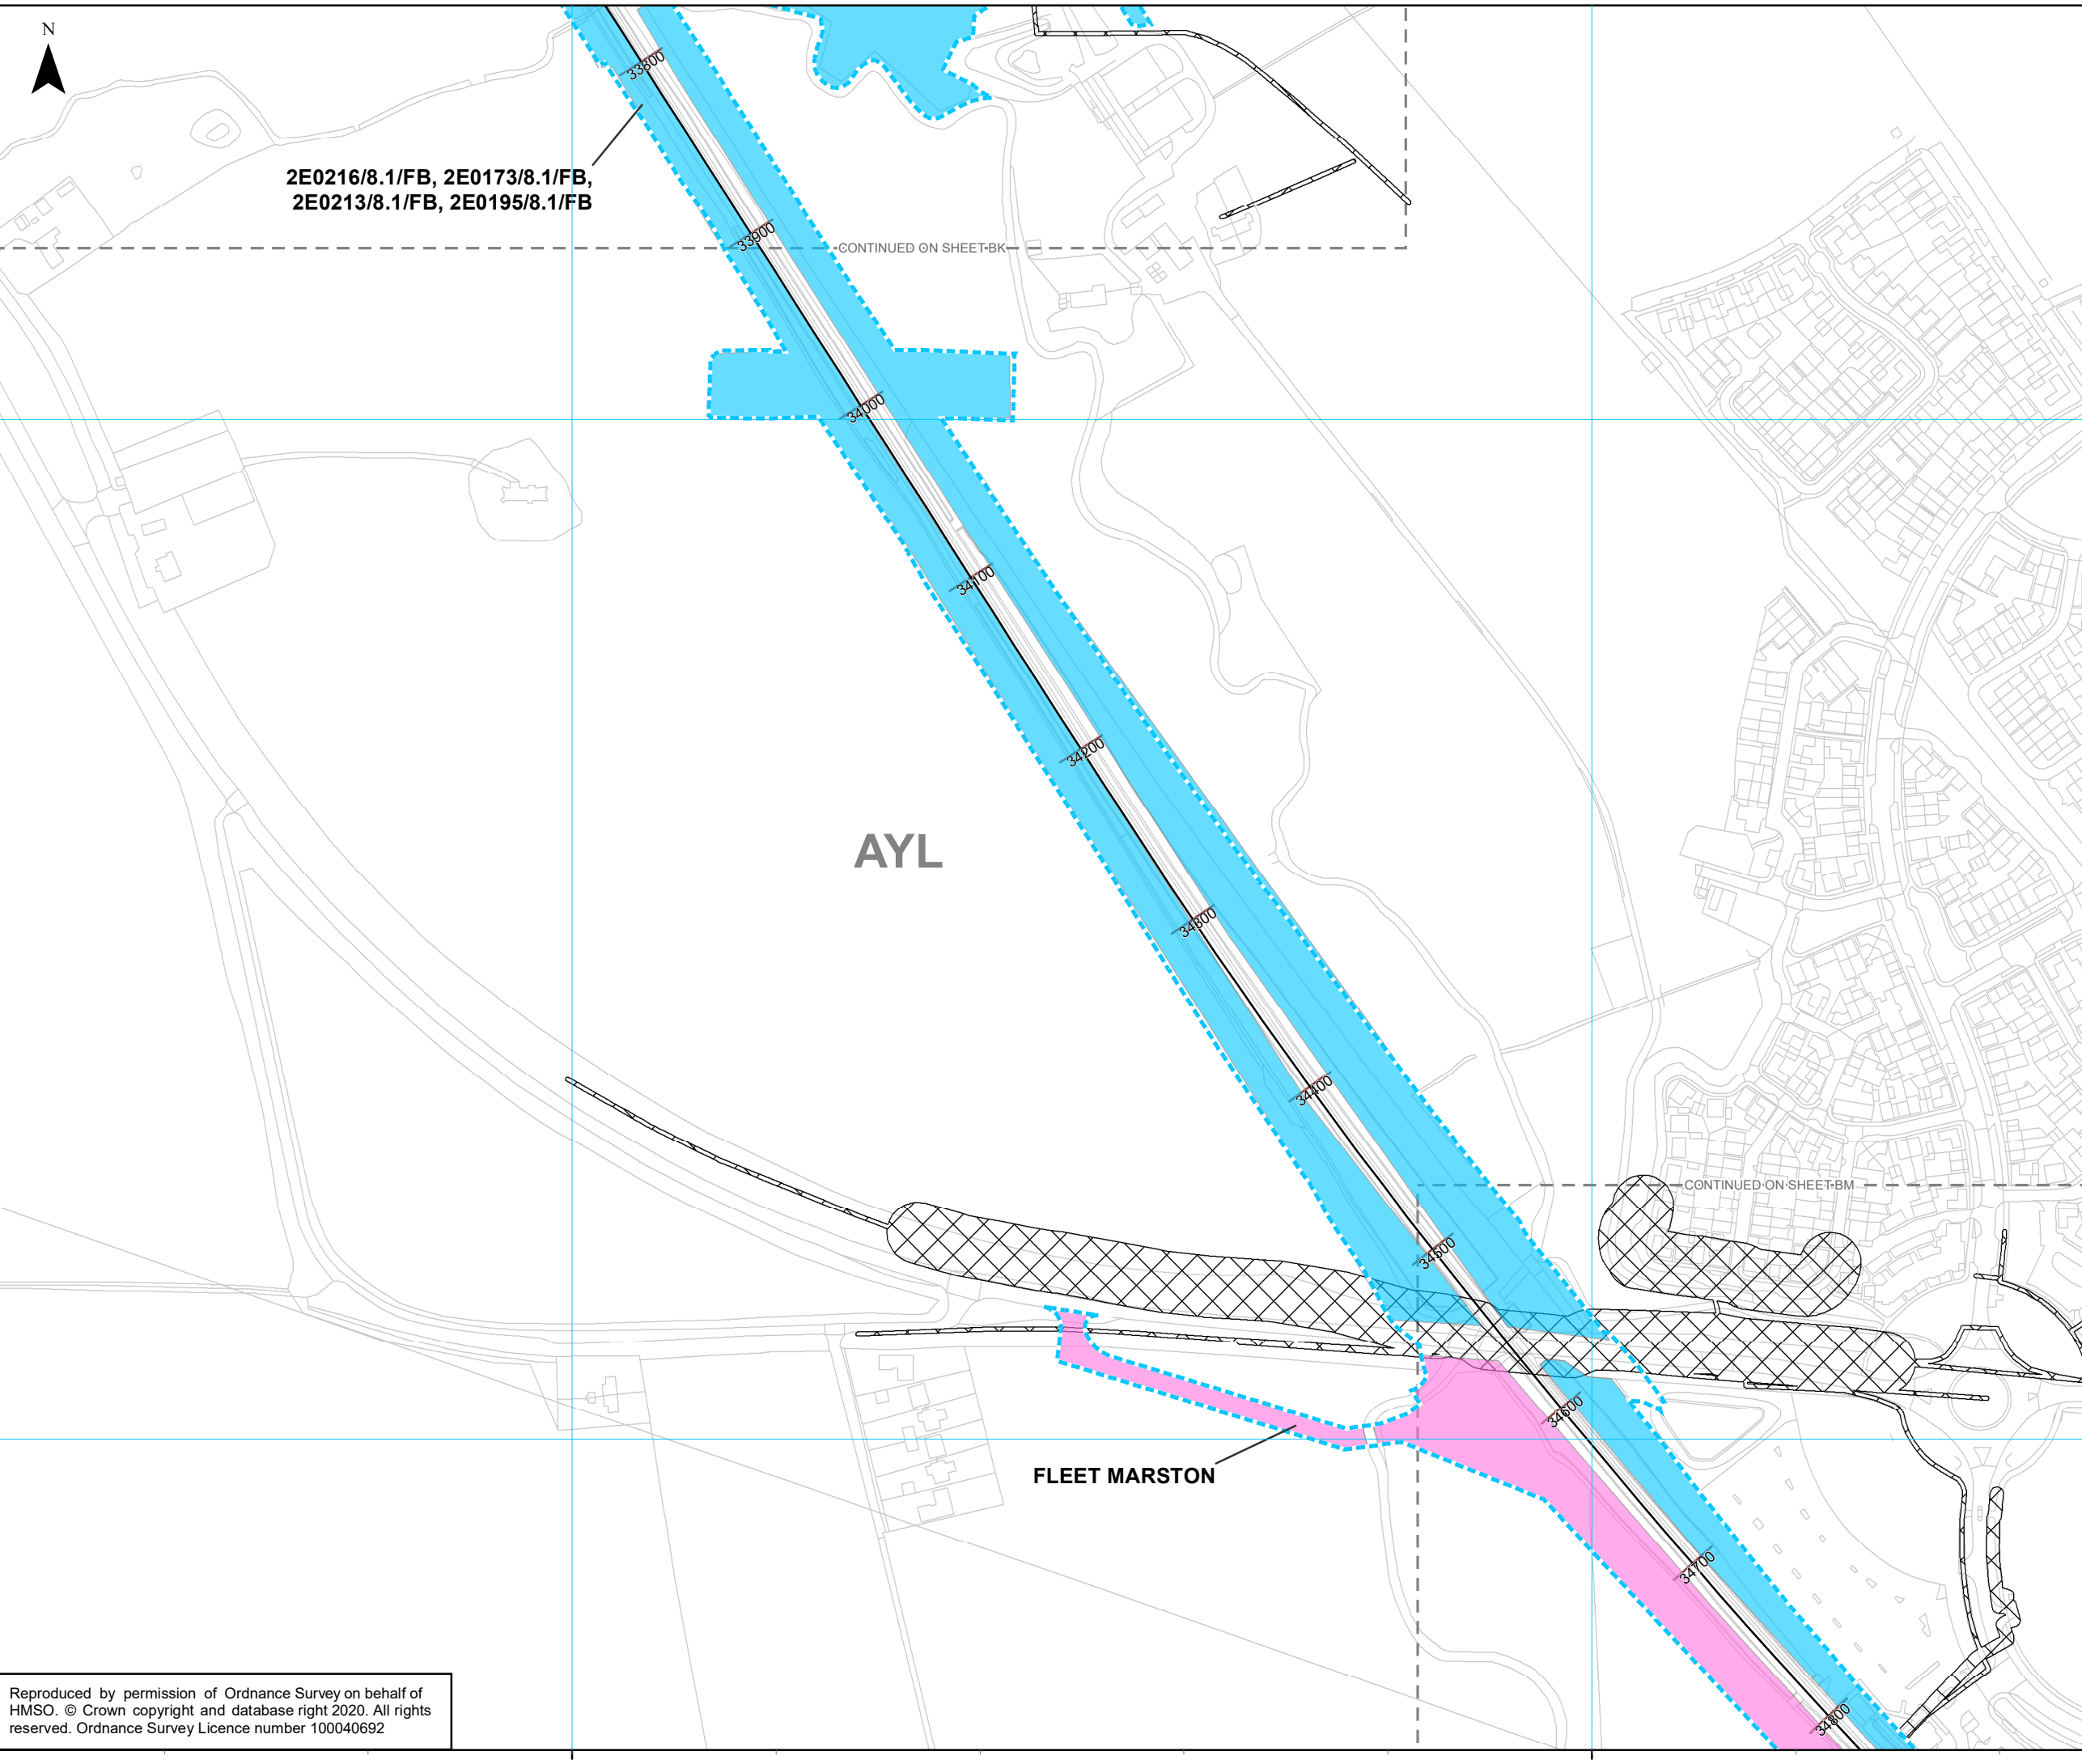 N
33800
2E0216/8.1/FB, 2E0173/8.1/FB,
2E0213/8.1/FB, 2E0195/8.1/FB
33900
CONTINUED ON SHEET BK
34000
34100
34200
AYL
34300
34400
CONTINUED ON SHEET BM
34500
34600
FLEET MARSTON
34700
34800
Reproduced by permission of Ordnance Survey on behalf of
HMSO. © Crown copyright and database right 2020. All rights
reserved. Ordnance Survey Licence number 100040692